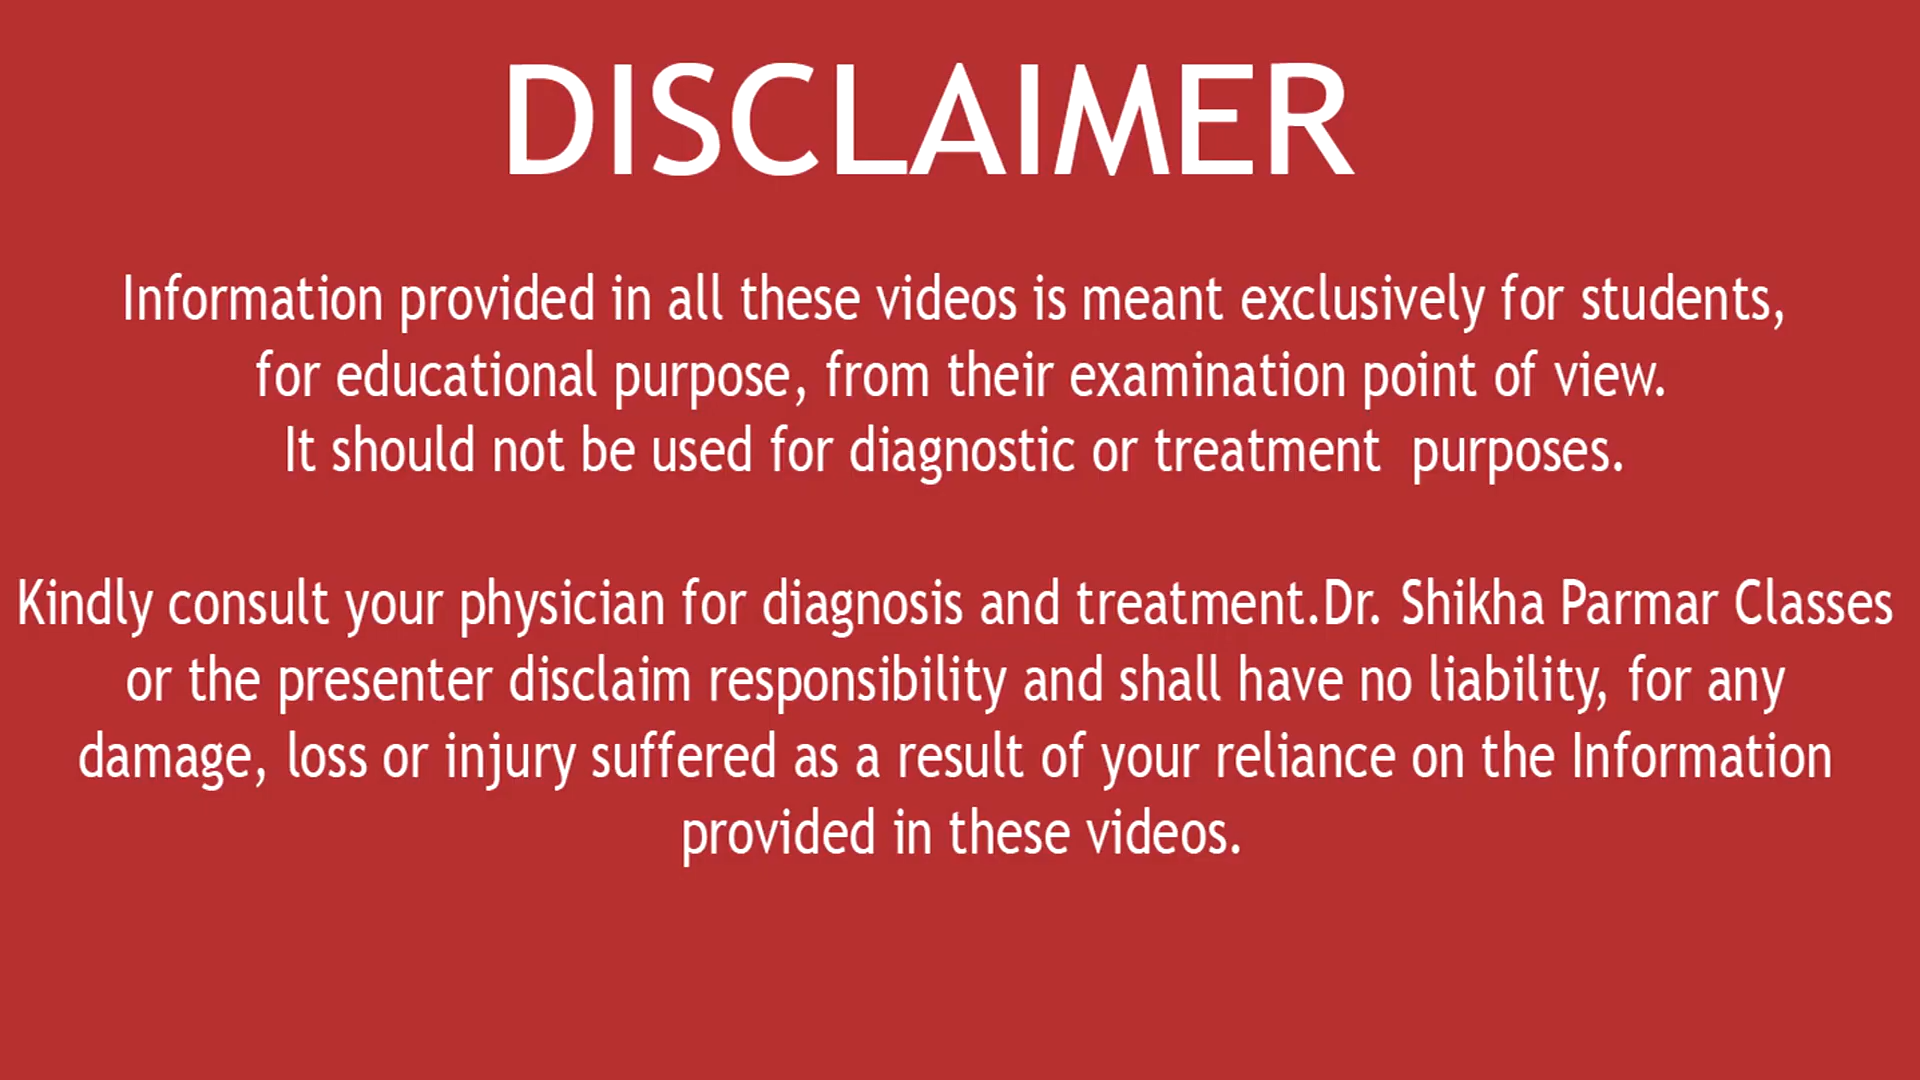 DISCLAIMER
Information provided in all these videos is meant exclusively for students,
for educational purpose, from their examination point of view.
It should not be used for diagnostic or treatment  purposes.
Kindly consult your physician for diagnosis and treatment.Dr. Shikha Parmar Classes
or the presenter disclaim responsibility and shall have no liability, for any
damage, loss or injury suffered as a result of your reliance on the Information
provided in these videos.